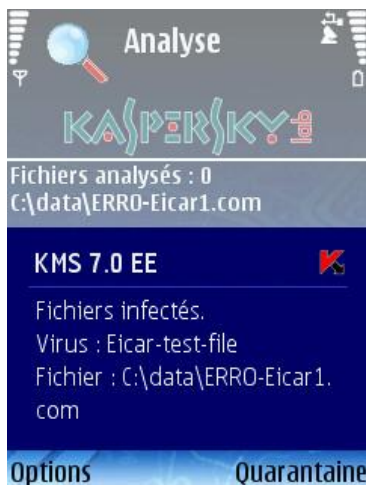 Analyse
KASPERSKY lab
Fichiers analysés : 0
C:\data\ERRO-Eicar1.com
KMS 7.0 EE
Fichiers infectés.
Virus : Eicar-test-file
Fichier : C:\data\ERRO-Eicar1.
com
Options Quarantaine